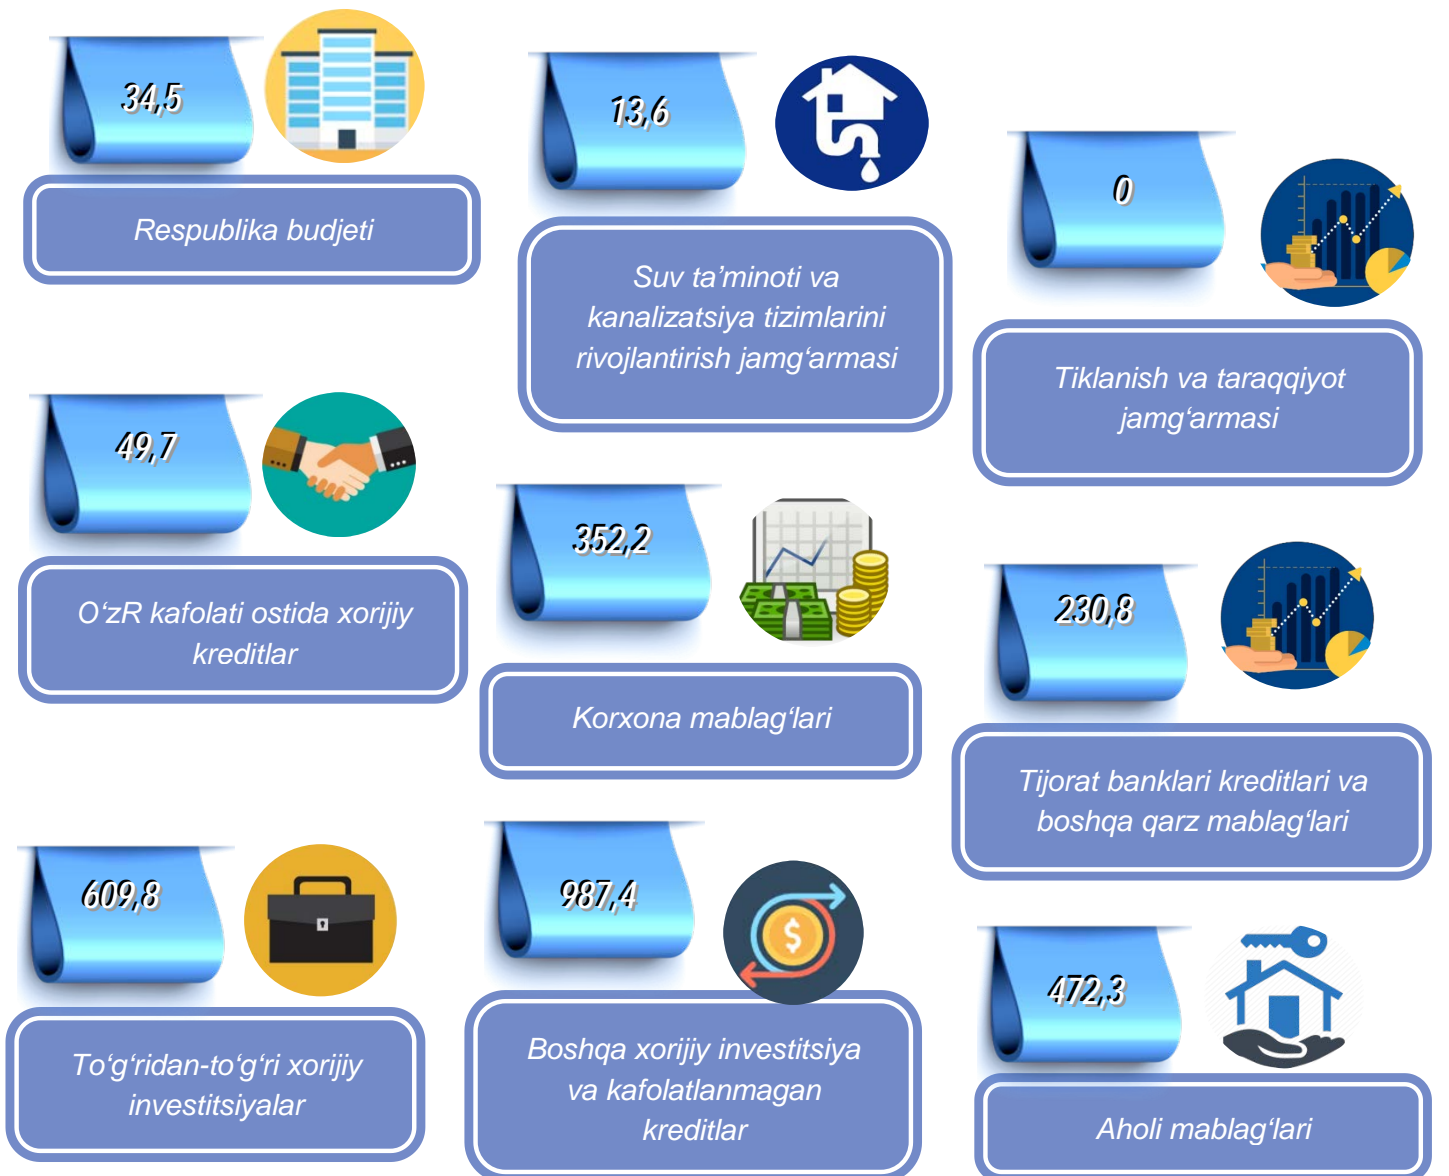 34,5
Respublika budjeti
13,6
Suv ta’minoti va
kanalizatsiya tizimlarini
rivojlantirish jamg‘armasi
0
Tiklanish va taraqqiyot
jamg‘armasi
49,7
O‘zR kafolati ostida xorijiy
kreditlar
352,2
Korxona mablag‘lari
230,8
Tijorat banklari kreditlari va
boshqa qarz mablag‘lari
609,8
To‘g‘ridan-to‘g‘ri xorijiy
investitsiyalar
987,4
Boshqa xorijiy investitsiya
va kafolatlanmagan
kreditlar
472,3
Aholi mablag‘lari